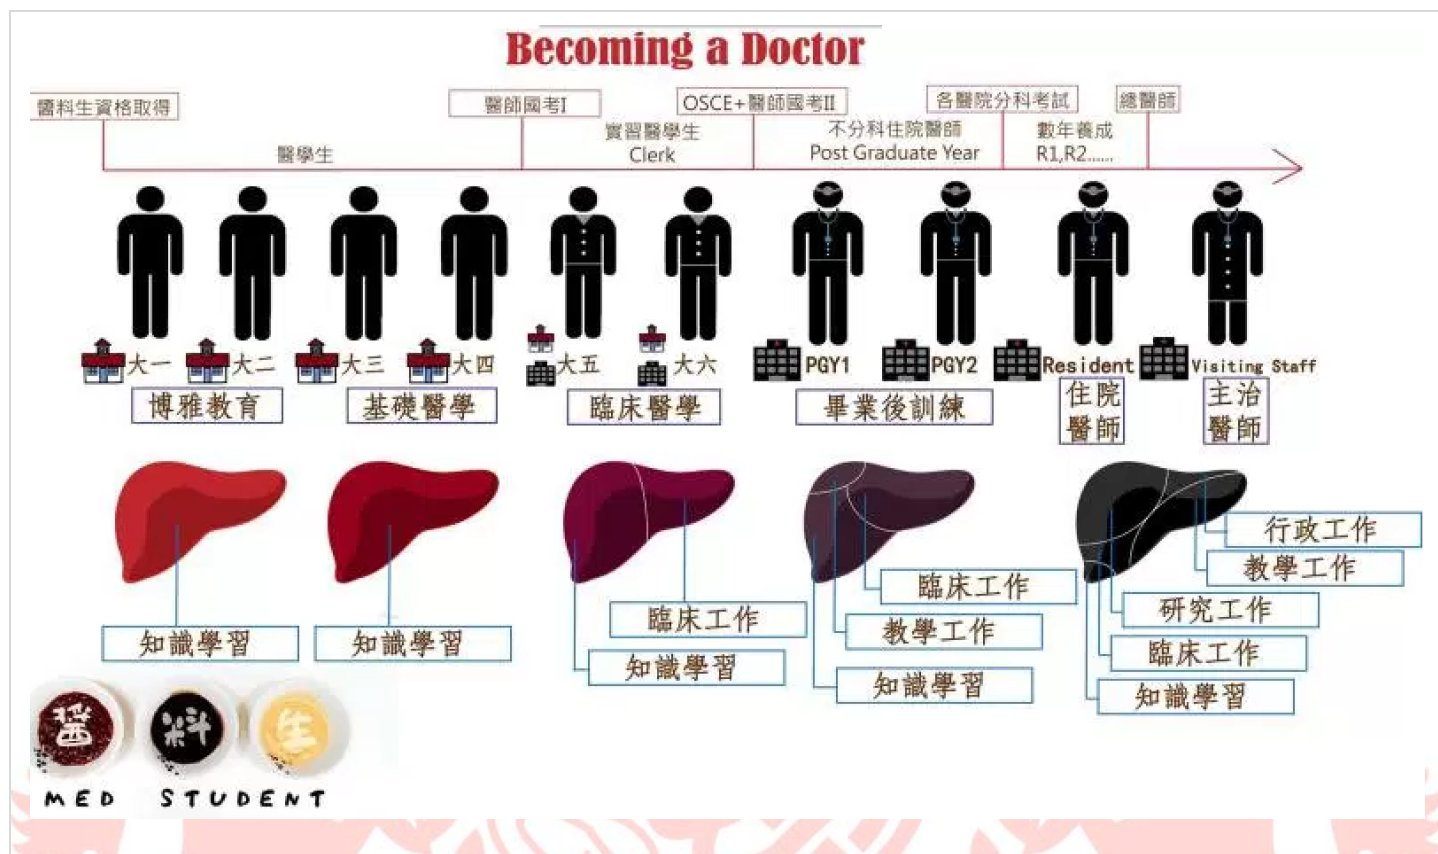 Becoming a Doctor
醬料生資格取得
醫師國考I
OSCE+醫師國考II
各醫院分科考試
總醫師
醫學生
實習醫學生
Clerk
不分科住院醫師
Post Graduate Year
數年養成
R1,R2......
大一
大二
大三
大四
大五
大六
PGY1
PGY2
Resident
Visiting Staff
博雅教育
基礎醫學
臨床醫學
畢業後訓練
住院
醫師
主治
醫師
知識學習
知識學習
臨床工作
知識學習
臨床工作
教學工作
知識學習
行政工作
教學工作
研究工作
臨床工作
知識學習
醬料生
MED STUDENT